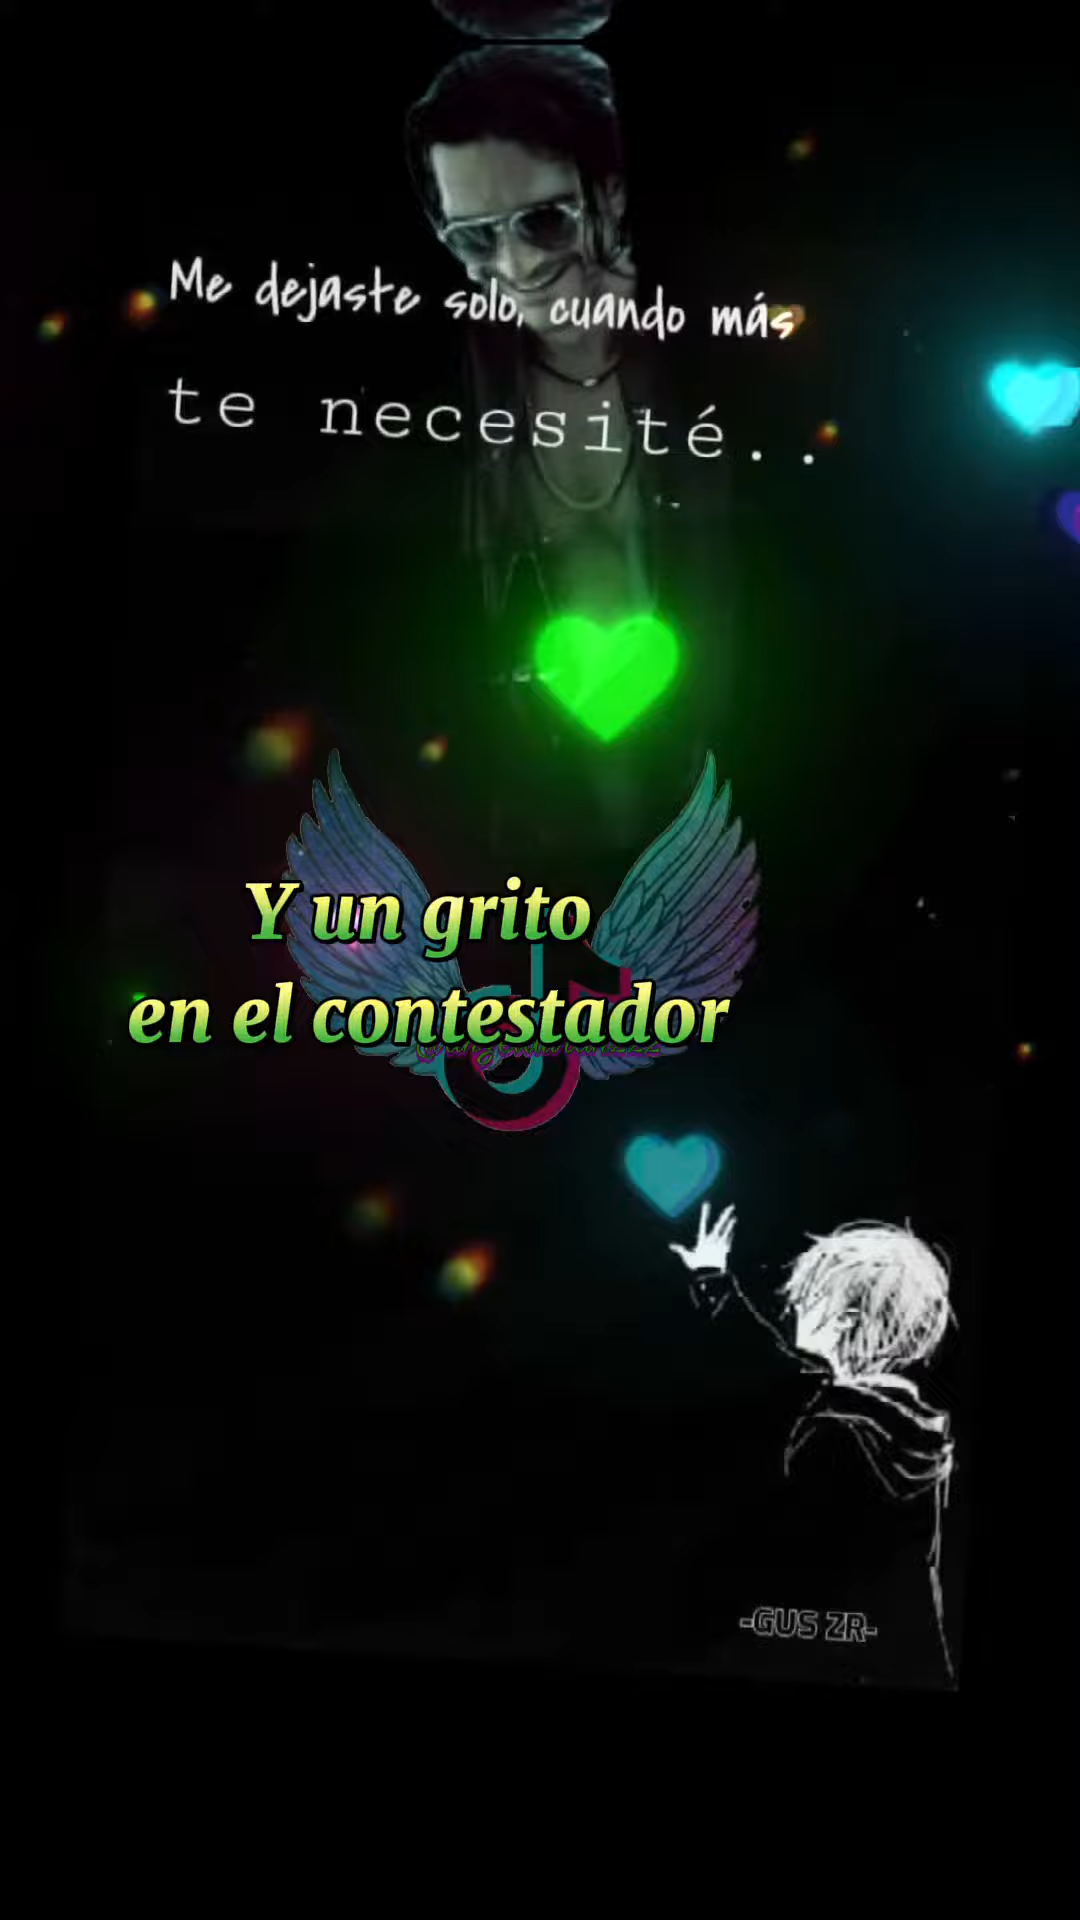 Me dejaste solo, cuando más
te necesité..
Y un grito
en el contestador
-GUS ZR-